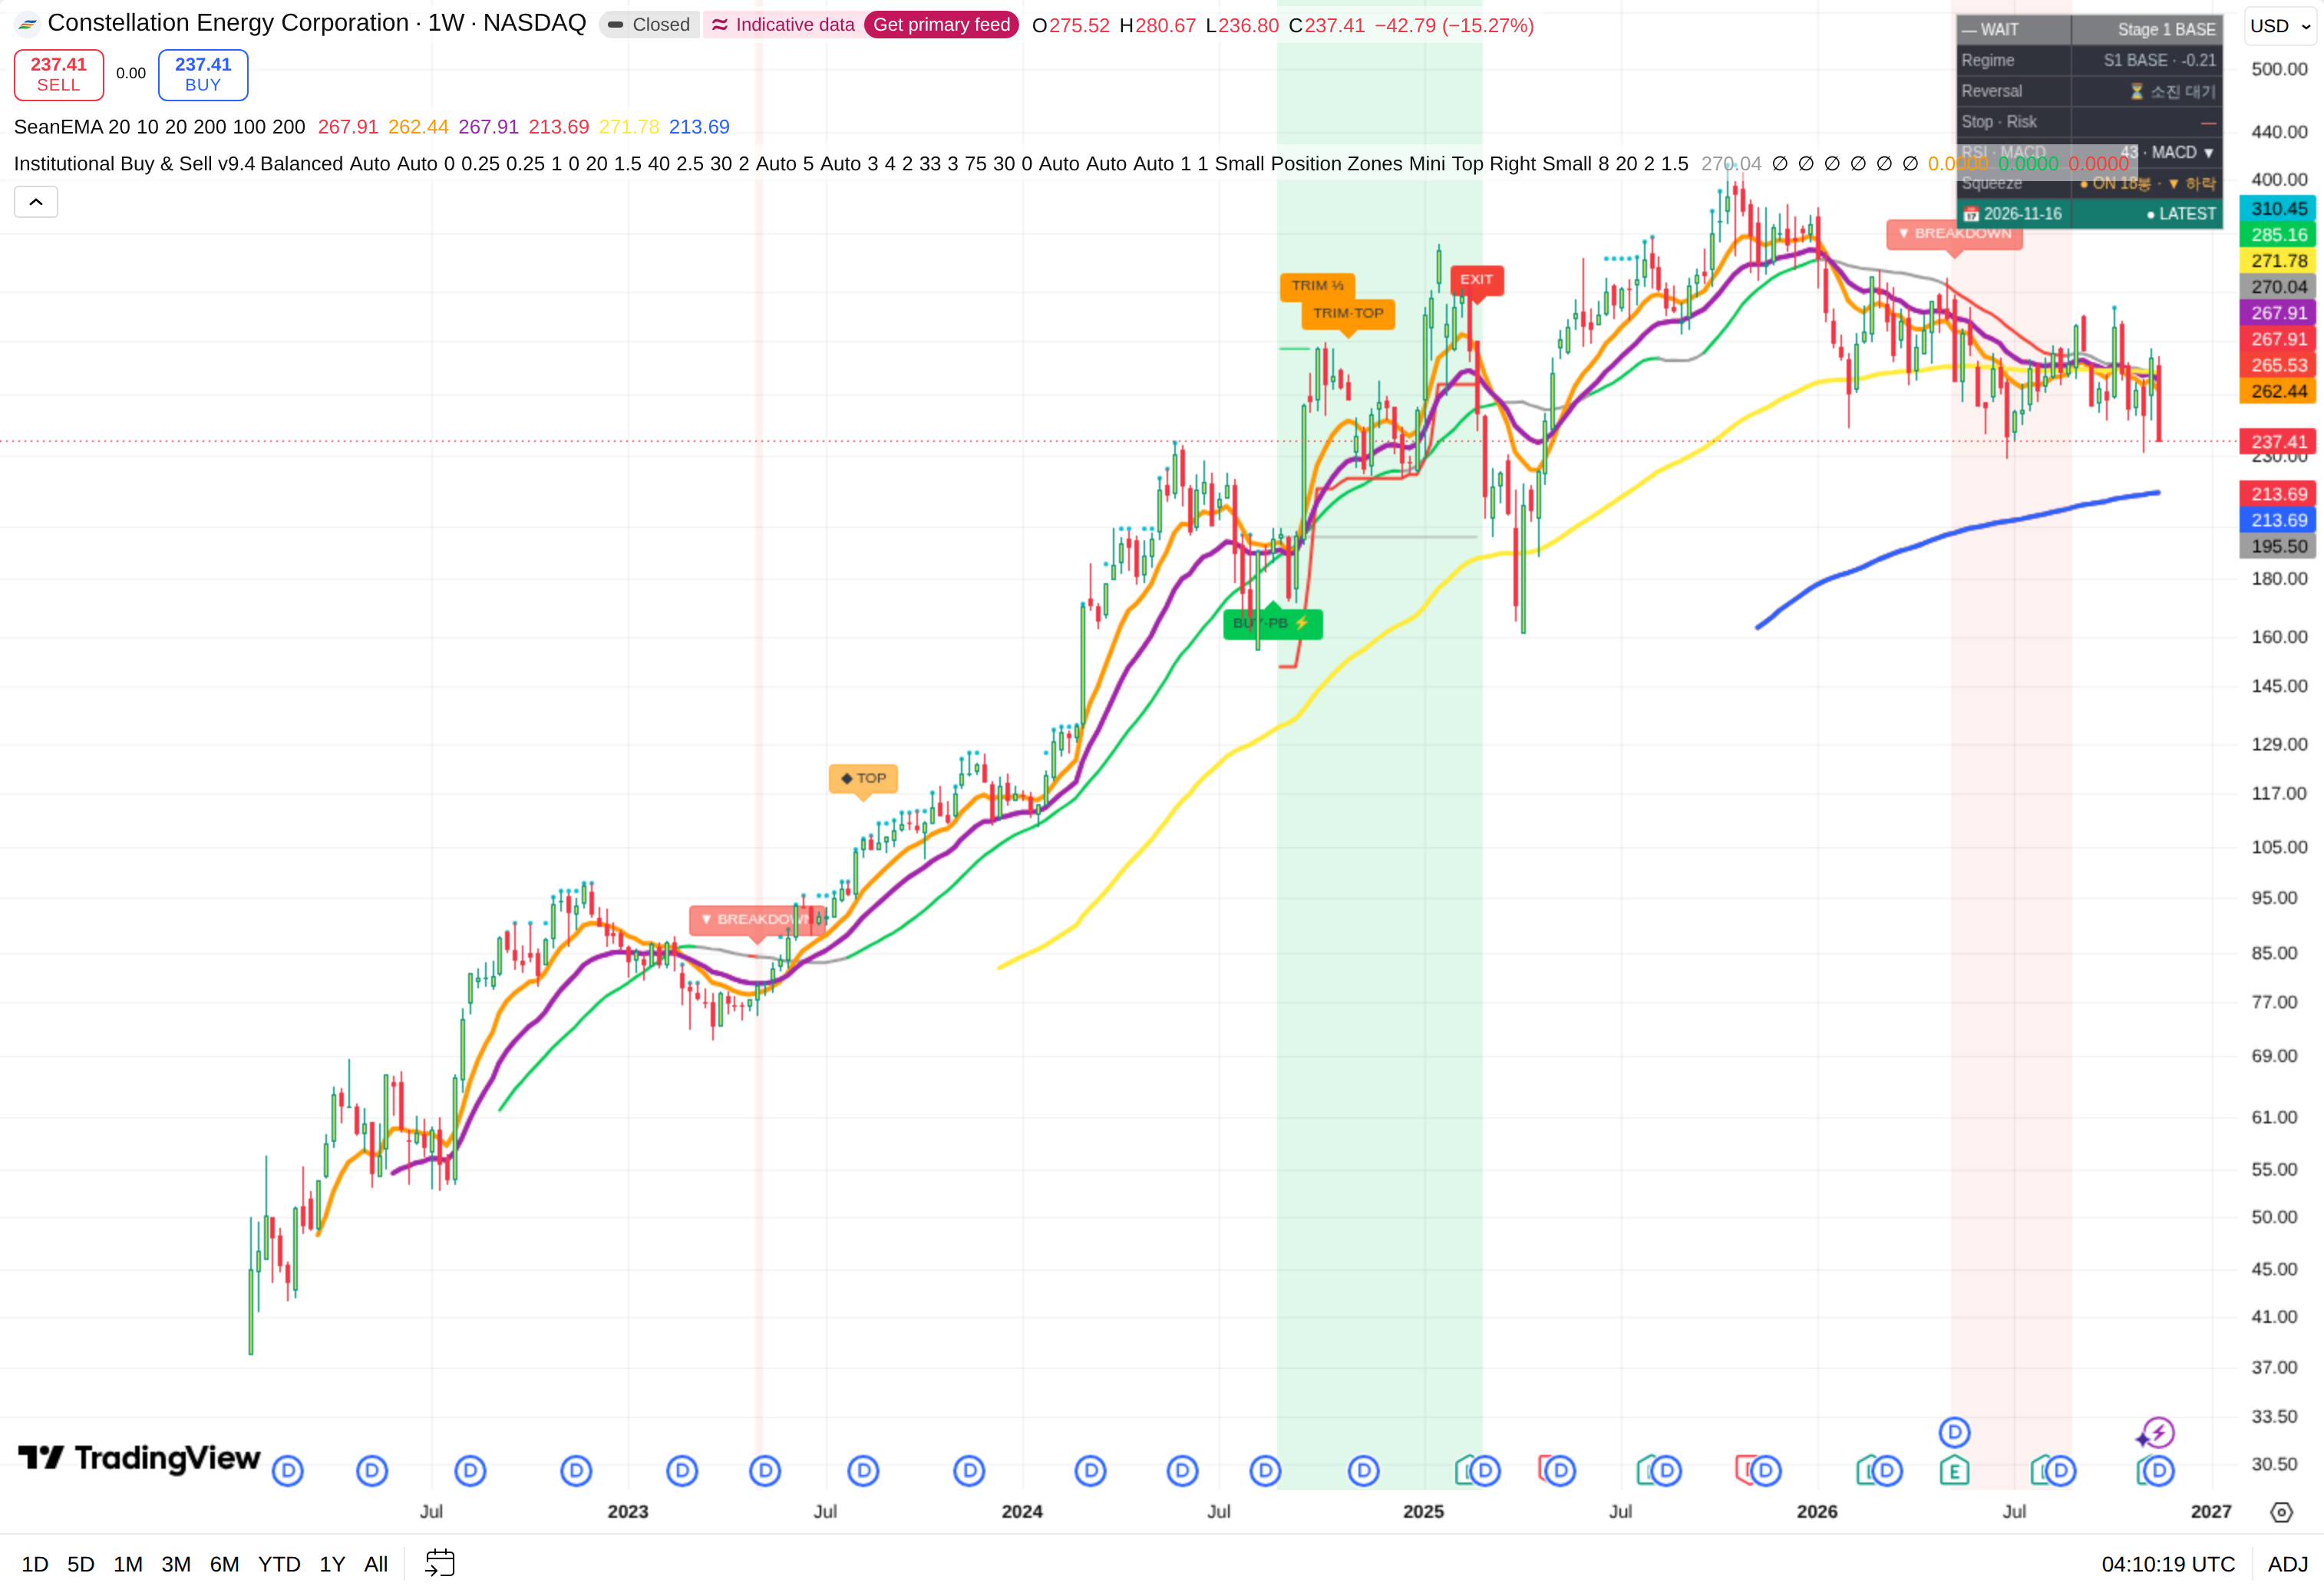 Constellation Energy Corporation · 1W · NASDAQ Closed Indicative data Get primary feed O275.52 H280.67 L236.80 C237.41 −42.79 (−15.27%)
237.41 SELL
0.00
237.41 BUY
SeanEMA 20 10 20 200 100 200 267.91 262.44 267.91 213.69 271.78 213.69
Institutional Buy & Sell v9.4 Balanced Auto Auto 0 0.25 0.25 1 0 20 1.5 40 2.5 30 2 Auto 5 Auto 3 4 2 33 3 75 30 0 Auto Auto Auto 1 1 Small Position Zones Mini Top Right Small 8 20 2 1.5 270.04 ∅ ∅ ∅ ∅ ∅ ∅ 0.0000 0.0000 0.0000
— WAIT Stage 1 BASE
Regime S1 BASE · -0.21
Reversal ⏳ 소진 대기
Stop · Risk —
RSI · MACD 43 · MACD ▼
Squeeze ● ON 18봉 · ▼ 하락
📅 2026-11-16 ● LATEST
USD
500.00
440.00
400.00
310.45
285.16
271.78
270.04
267.91
267.91
265.53
262.44
237.41
230.00
213.69
213.69
195.50
180.00
160.00
145.00
129.00
117.00
105.00
95.00
85.00
77.00
69.00
61.00
55.00
50.00
45.00
41.00
37.00
33.50
30.50
▼ BREAKDOWN
TRIM ⅓
TRIM·TOP
EXIT
BUY·PB ⚡
◆ TOP
▼ BREAKDOWN
TradingView
D D D D D D D D D D D D D D D D D D E D D
Jul 2023 Jul 2024 Jul 2025 Jul 2026 Jul 2027
1D 5D 1M 3M 6M YTD 1Y All
04:10:19 UTC ADJ